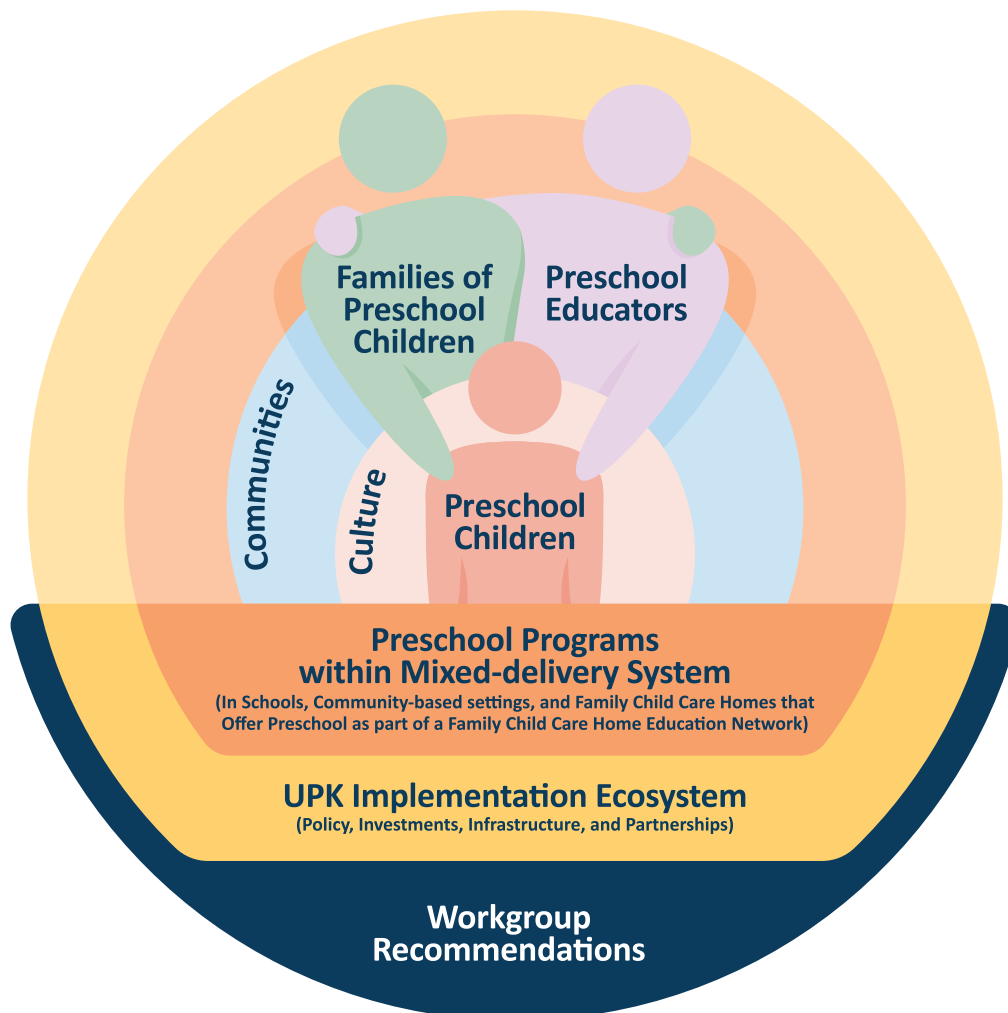 Families of
Preschool
Children
Preschool
Educators
Communities
Culture
Preschool
Children
Preschool Programs
within Mixed-delivery System
(In Schools, Community-based settings, and Family Child Care Homes that
Offer Preschool as part of a Family Child Care Home Education Network)
UPK Implementation Ecosystem
(Policy, Investments, Infrastructure, and Partnerships)
Workgroup
Recommendations